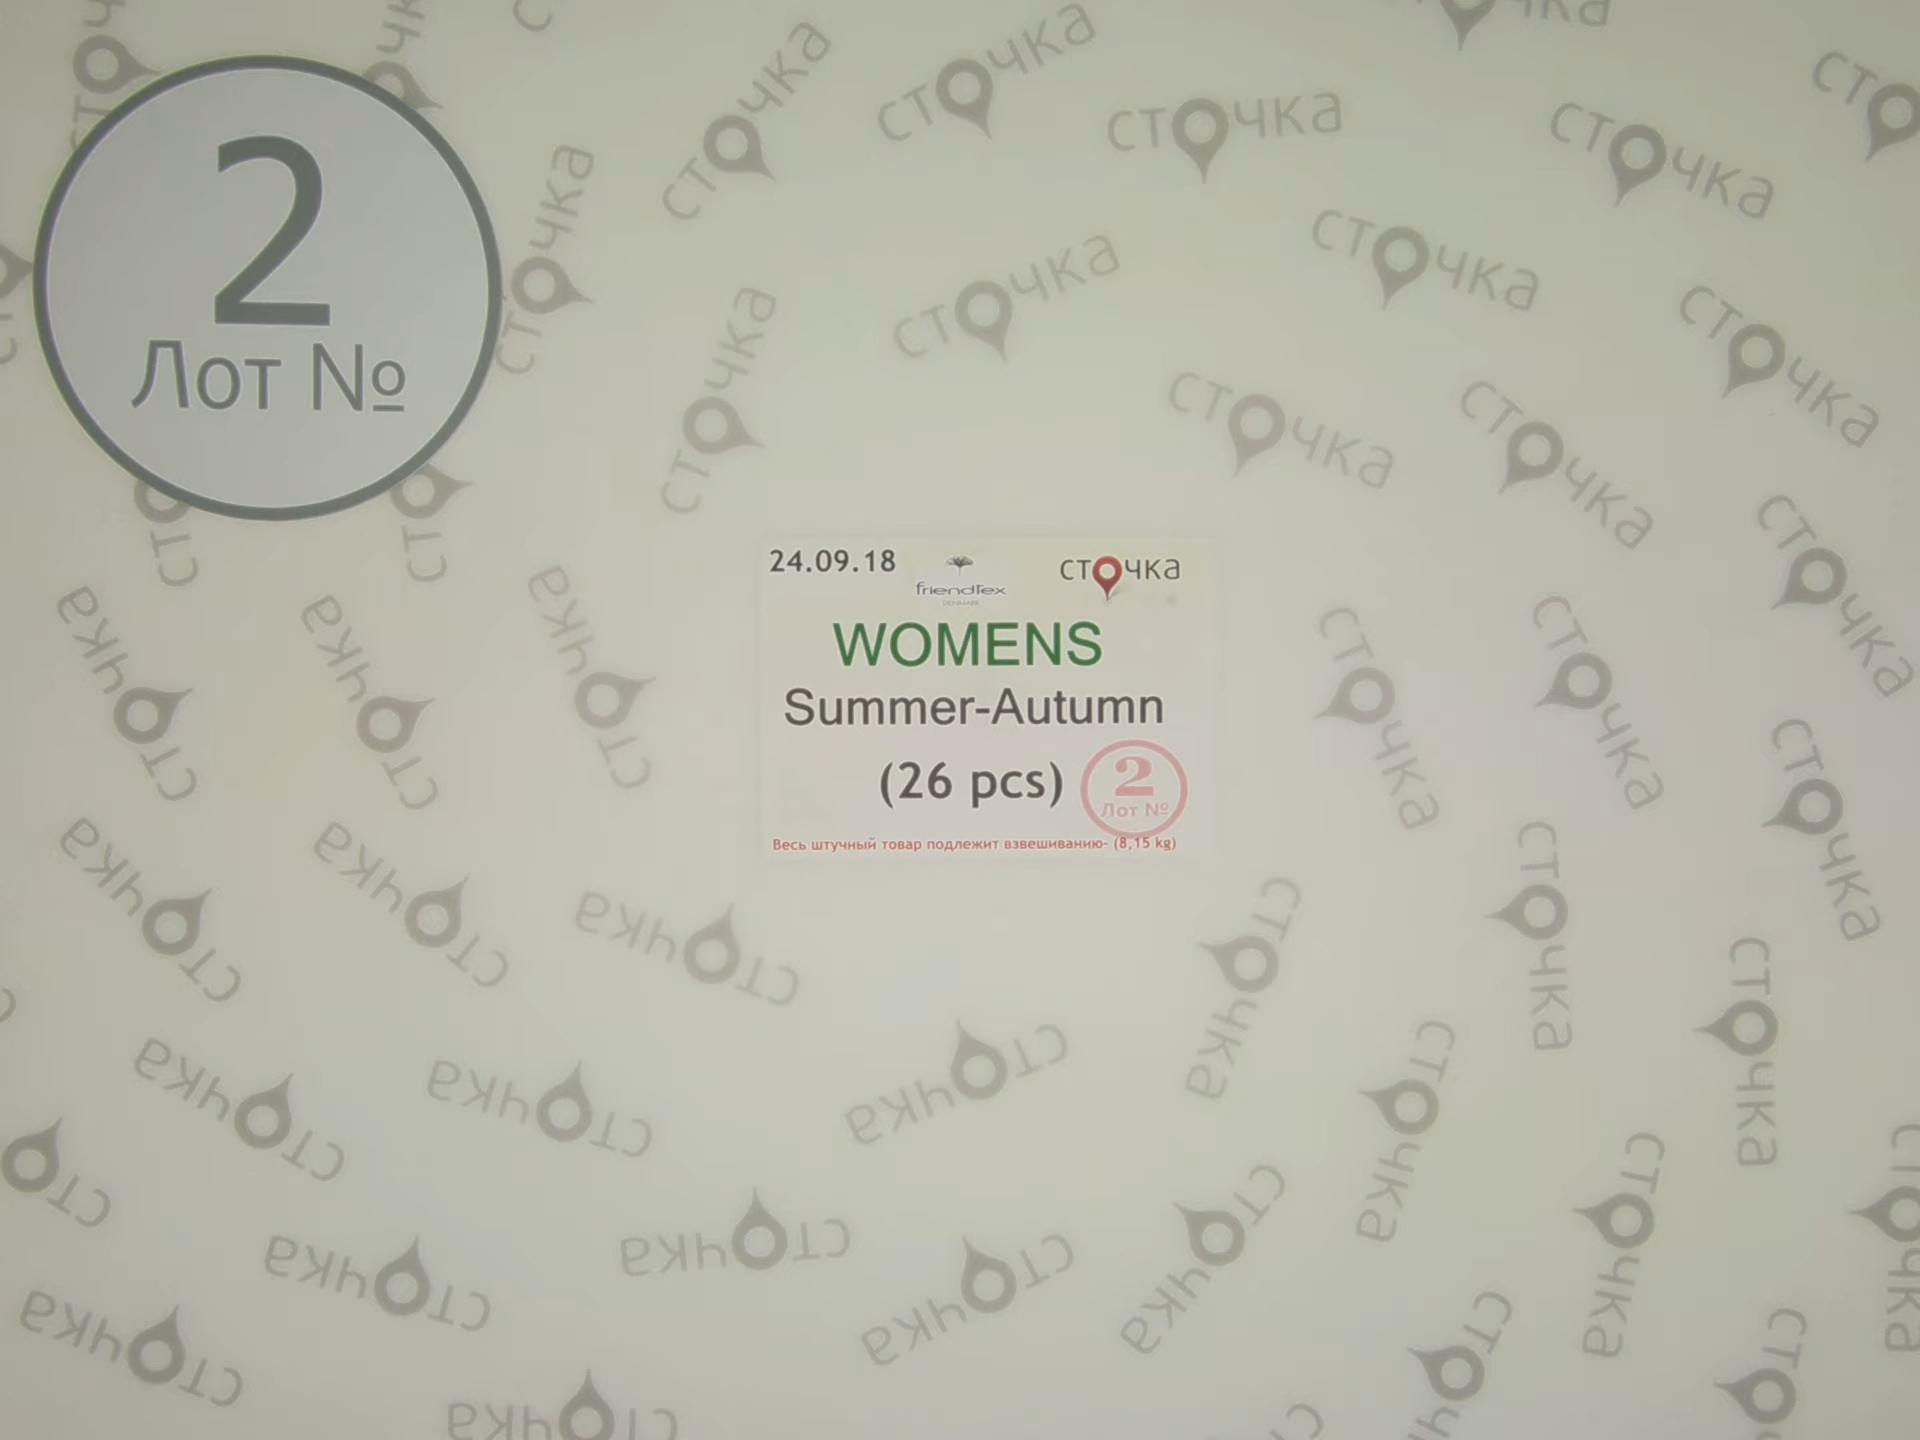 2
Лот №
24.09.18
friendtex
DENMARK
сточка
WOMENS
Summer-Autumn
(26 pcs)
2
Лот №
Весь штучный товар подлежит взвешиванию- (8,15 kg)
сточка